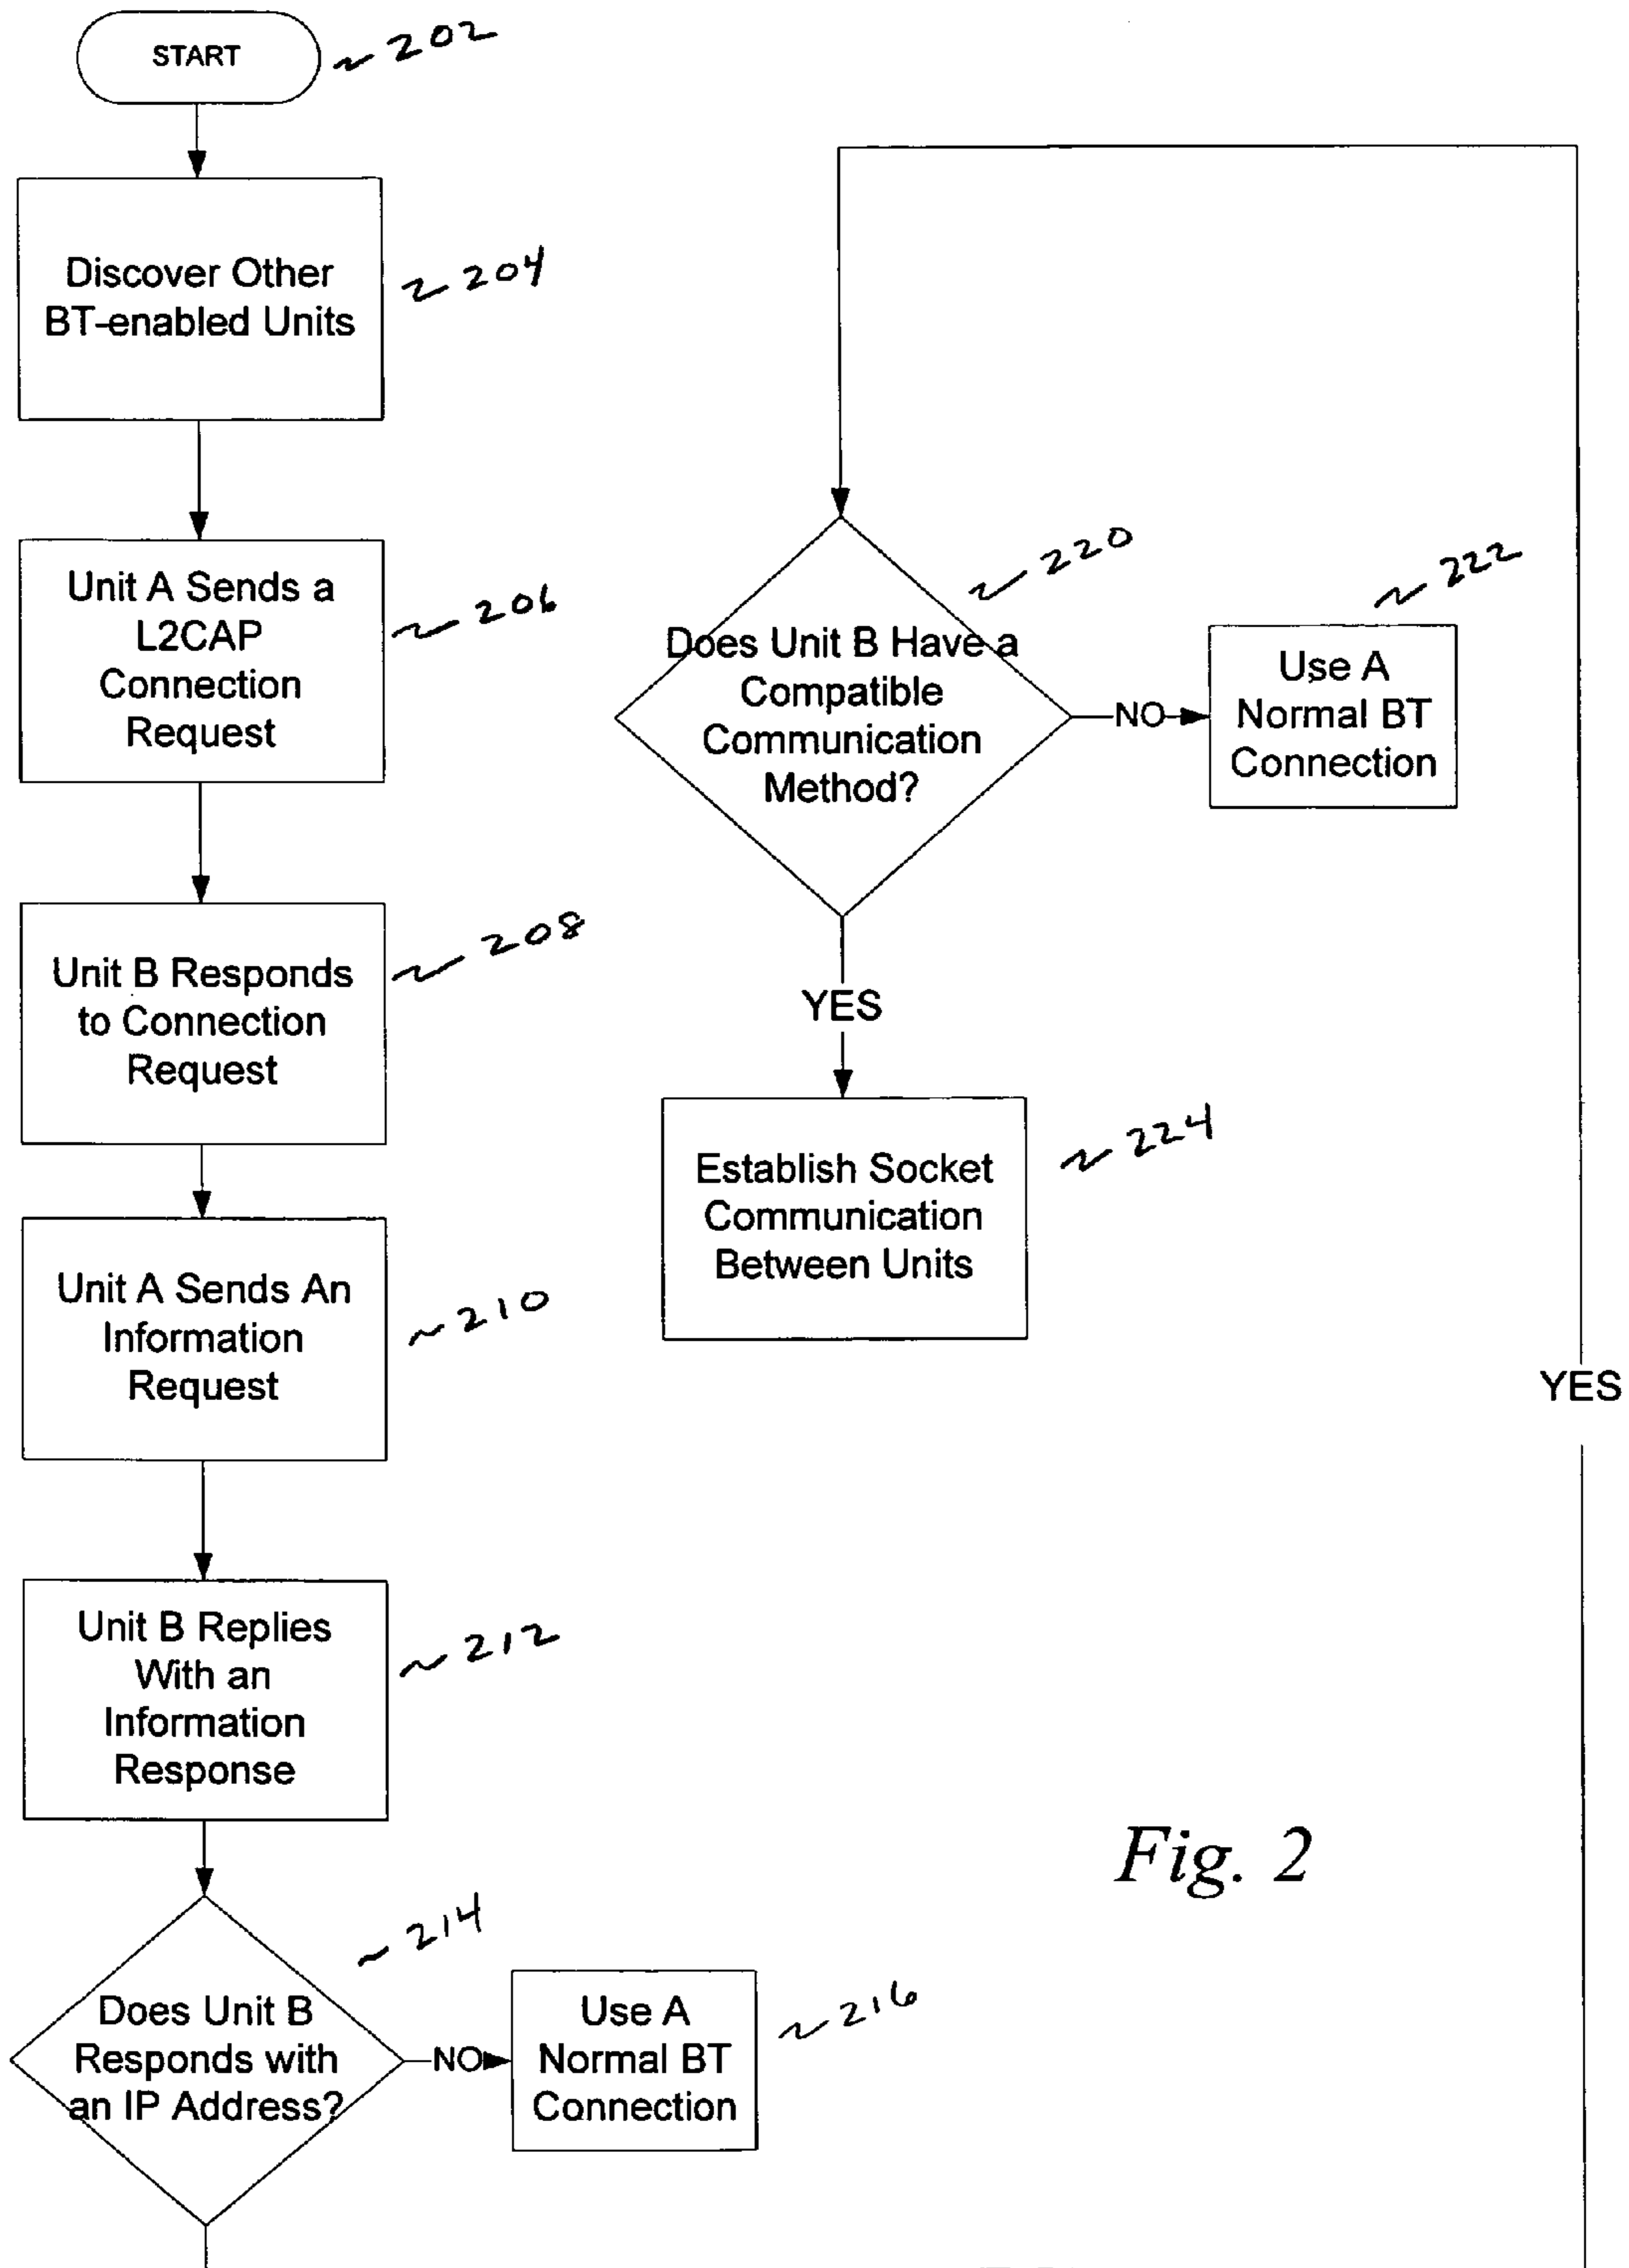 START
202
Discover Other
BT-enabled Units
204
Unit A Sends a
L2CAP
Connection
Request
206
Unit B Responds
to Connection
Request
208
Unit A Sends An
Information
Request
210
Unit B Replies
With an
Information
Response
212
Does Unit B
Responds with
an IP Address?
214
NO
Use A
Normal BT
Connection
216
YES
Does Unit B Have a
Compatible
Communication
Method?
220
NO
Use A
Normal BT
Connection
222
YES
Establish Socket
Communication
Between Units
224
Fig. 2